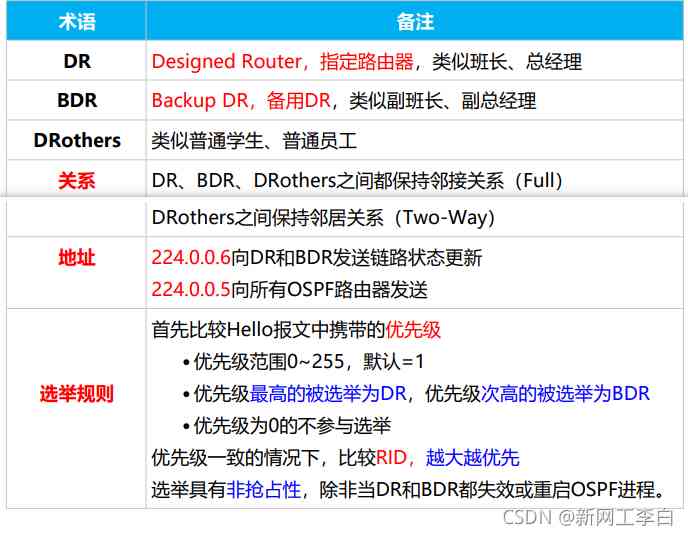 术语 备注
DR Designed Router，指定路由器，类似班长、总经理
BDR Backup DR，备用DR，类似副班长、副总经理
DRothers 类似普通学生、普通员工
关系 DR、BDR、DRothers之间都保持邻接关系（Full）
DRothers之间保持邻居关系（Two-Way）
地址 224.0.0.6向DR和BDR发送链路状态更新
224.0.0.5向所有OSPF路由器发送
选举规则 首先比较Hello报文中携带的优先级
•优先级范围0~255，默认=1
•优先级最高的被选举为DR，优先级次高的被选举为BDR
•优先级为0的不参与选举
优先级一致的情况下，比较RID，越大越优先
选举具有非抢占性，除非当DR和BDR都失效或重启OSPF进程。
CSDN @新网工李白